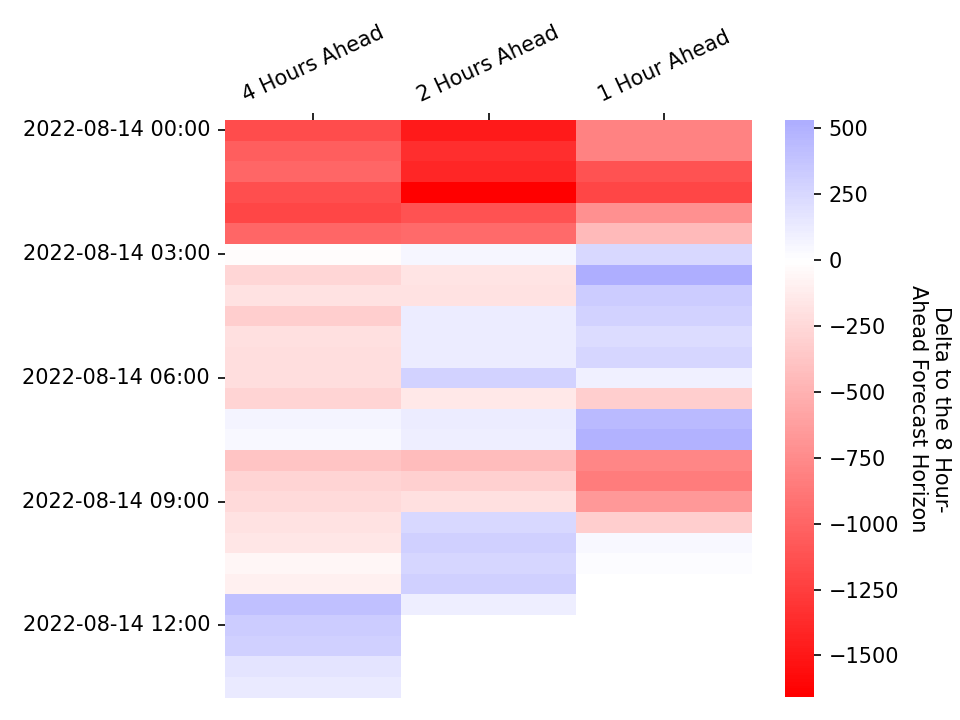 4 Hours Ahead
2 Hours Ahead
1 Hour Ahead
2022-08-14 00:00
2022-08-14 03:00
2022-08-14 06:00
2022-08-14 09:00
2022-08-14 12:00
500
250
0
−250
−500
−750
−1000
−1250
−1500
Delta to the 8 Hour-
Ahead Forecast Horizon